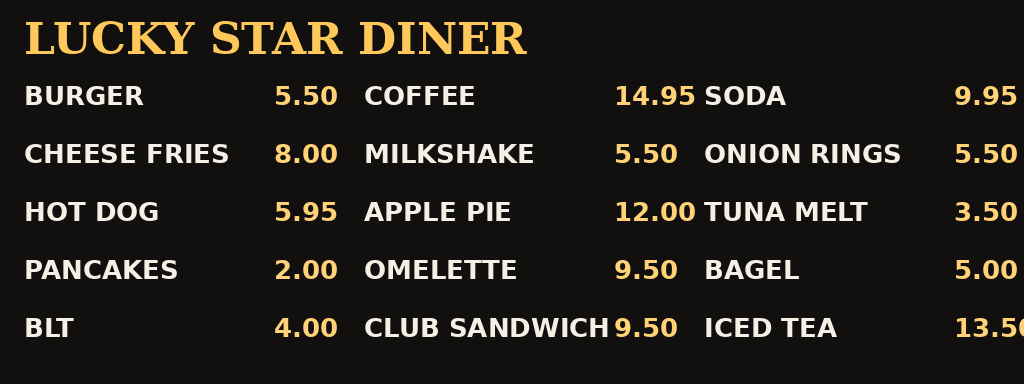 LUCKY STAR DINER
BURGER 5.50 COFFEE 14.95 SODA 9.95
CHEESE FRIES 8.00 MILKSHAKE 5.50 ONION RINGS 5.50
HOT DOG 5.95 APPLE PIE 12.00 TUNA MELT 3.50
PANCAKES 2.00 OMELETTE 9.50 BAGEL 5.00
BLT 4.00 CLUB SANDWICH 9.50 ICED TEA 13.50